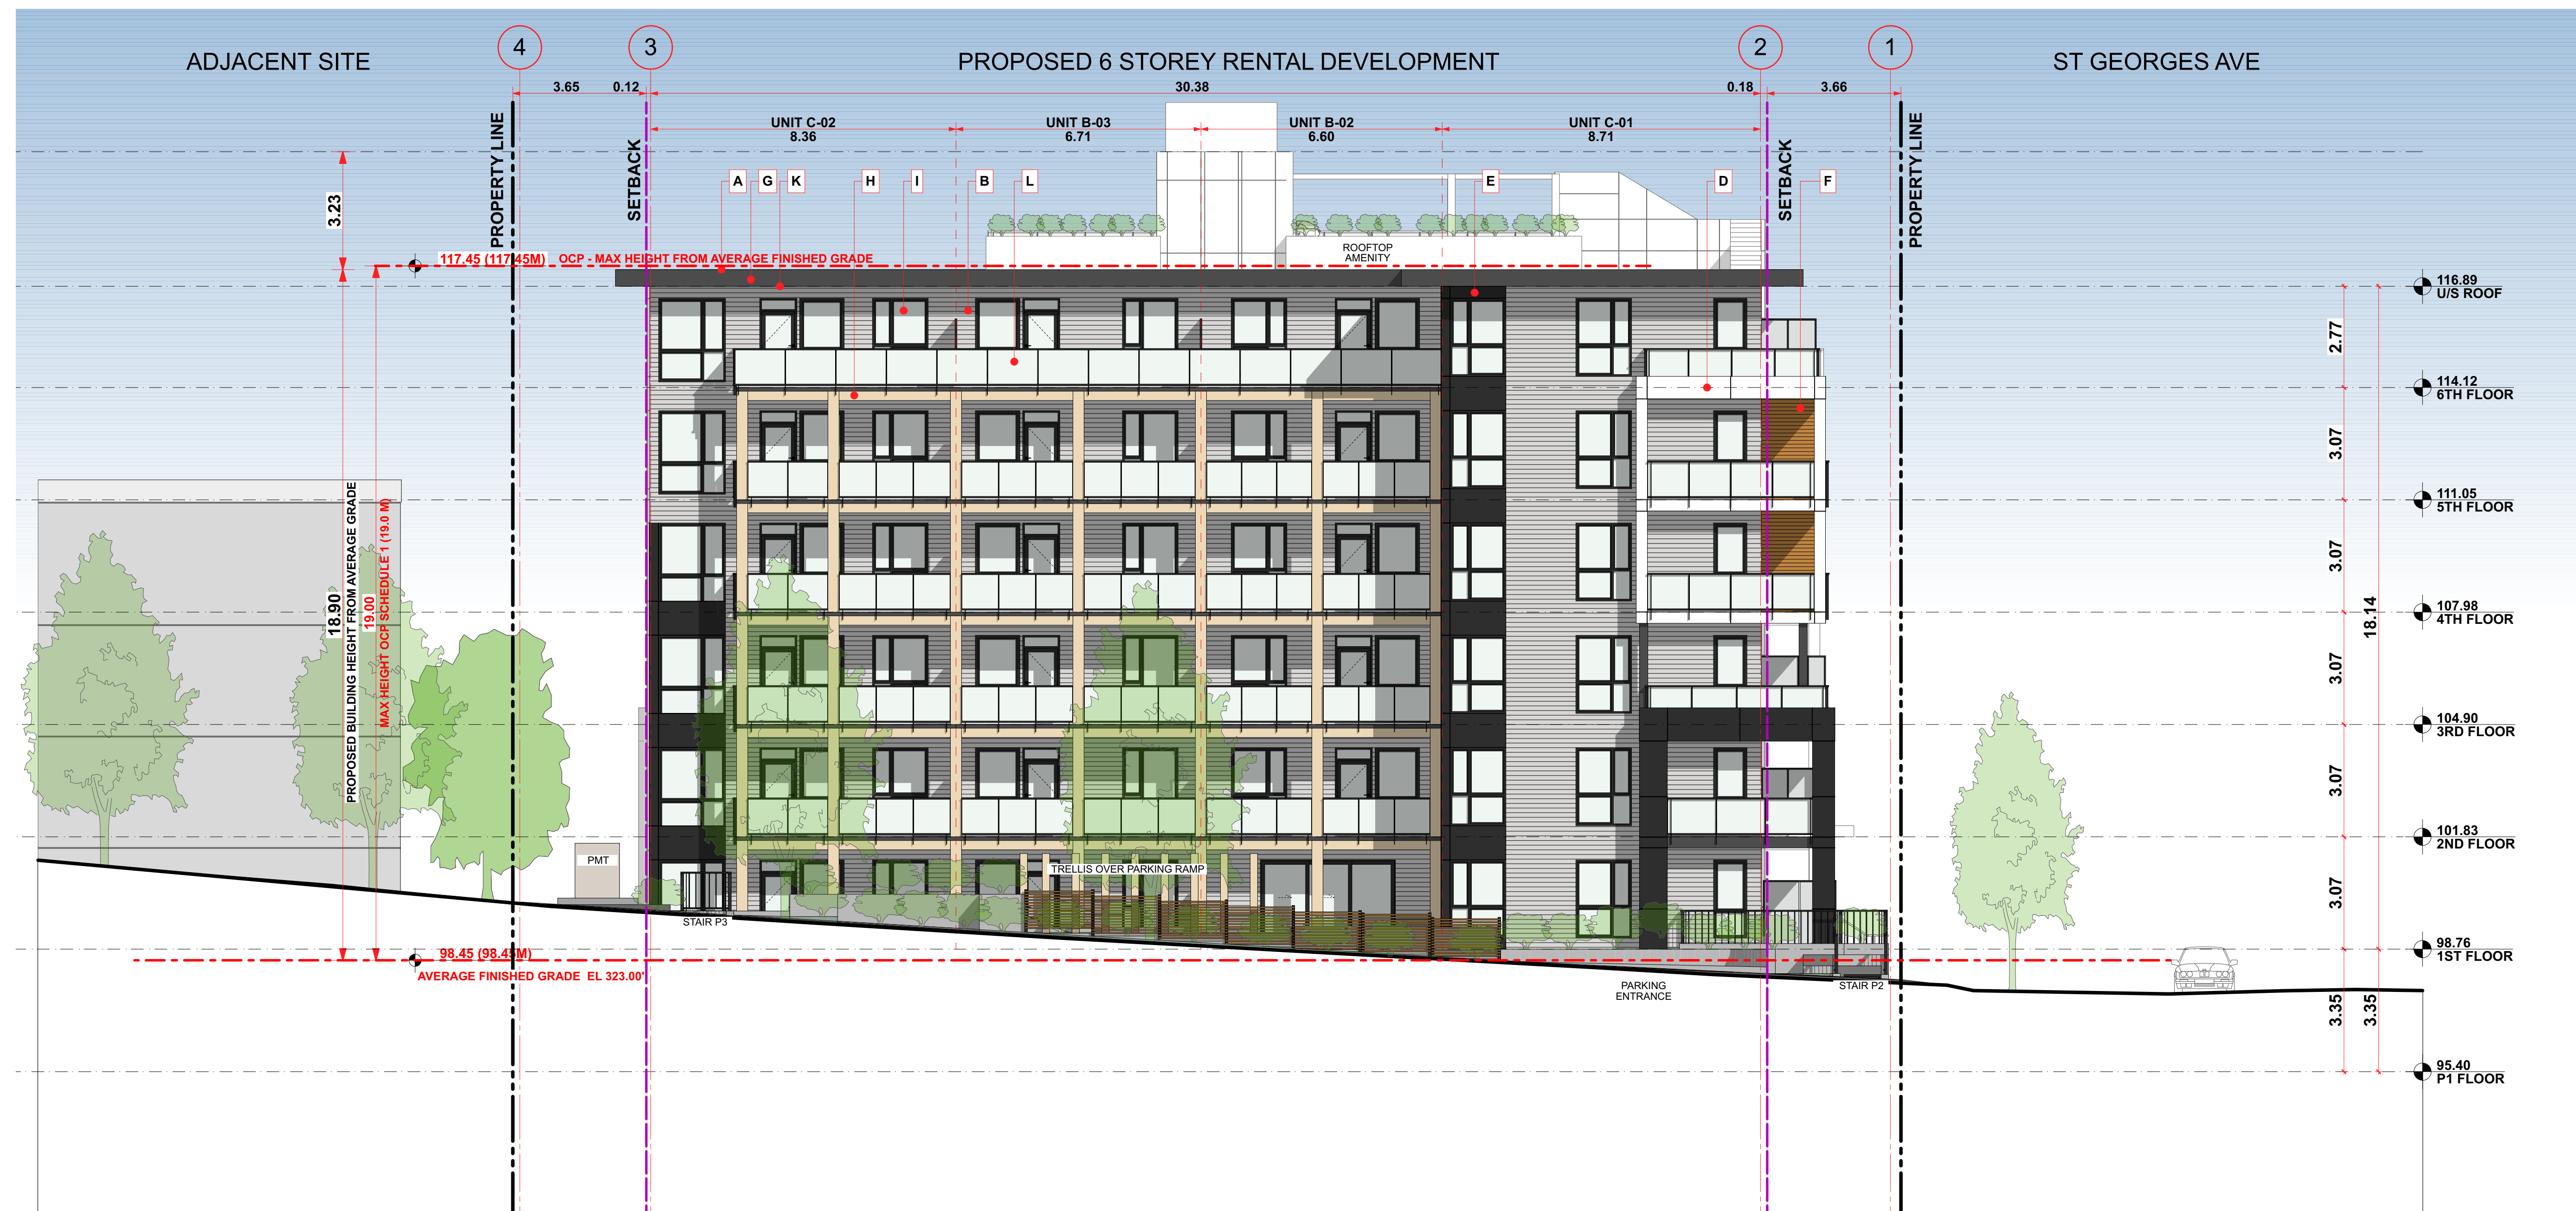 ADJACENT SITE
4
3
PROPOSED 6 STOREY RENTAL DEVELOPMENT
2
1
ST GEORGES AVE
3.65
0.12
30.38
0.18
3.66
UNIT C-02
8.36
UNIT B-03
6.71
UNIT B-02
6.60
UNIT C-01
8.71
PROPERTY LINE
SETBACK
SETBACK
PROPERTY LINE
A
G
K
H
I
B
L
E
D
F
3.23
117.45 (117.45M)
OCP - MAX HEIGHT FROM AVERAGE FINISHED GRADE
ROOFTOP
AMENITY
116.89
U/S ROOF
2.77
114.12
6TH FLOOR
3.07
111.05
5TH FLOOR
3.07
107.98
4TH FLOOR
18.14
3.07
104.90
3RD FLOOR
3.07
101.83
2ND FLOOR
3.07
98.76
1ST FLOOR
3.35
3.35
95.40
P1 FLOOR
18.90
PROPOSED BUILDING HEIGHT FROM AVERAGE GRADE
19.00
MAX HEIGHT OCP SCHEDULE 1 (19.0 M)
PMT
TRELLIS OVER PARKING RAMP
STAIR P3
98.45 (98.45M)
AVERAGE FINISHED GRADE EL 323.00'
PARKING
ENTRANCE
STAIR P2